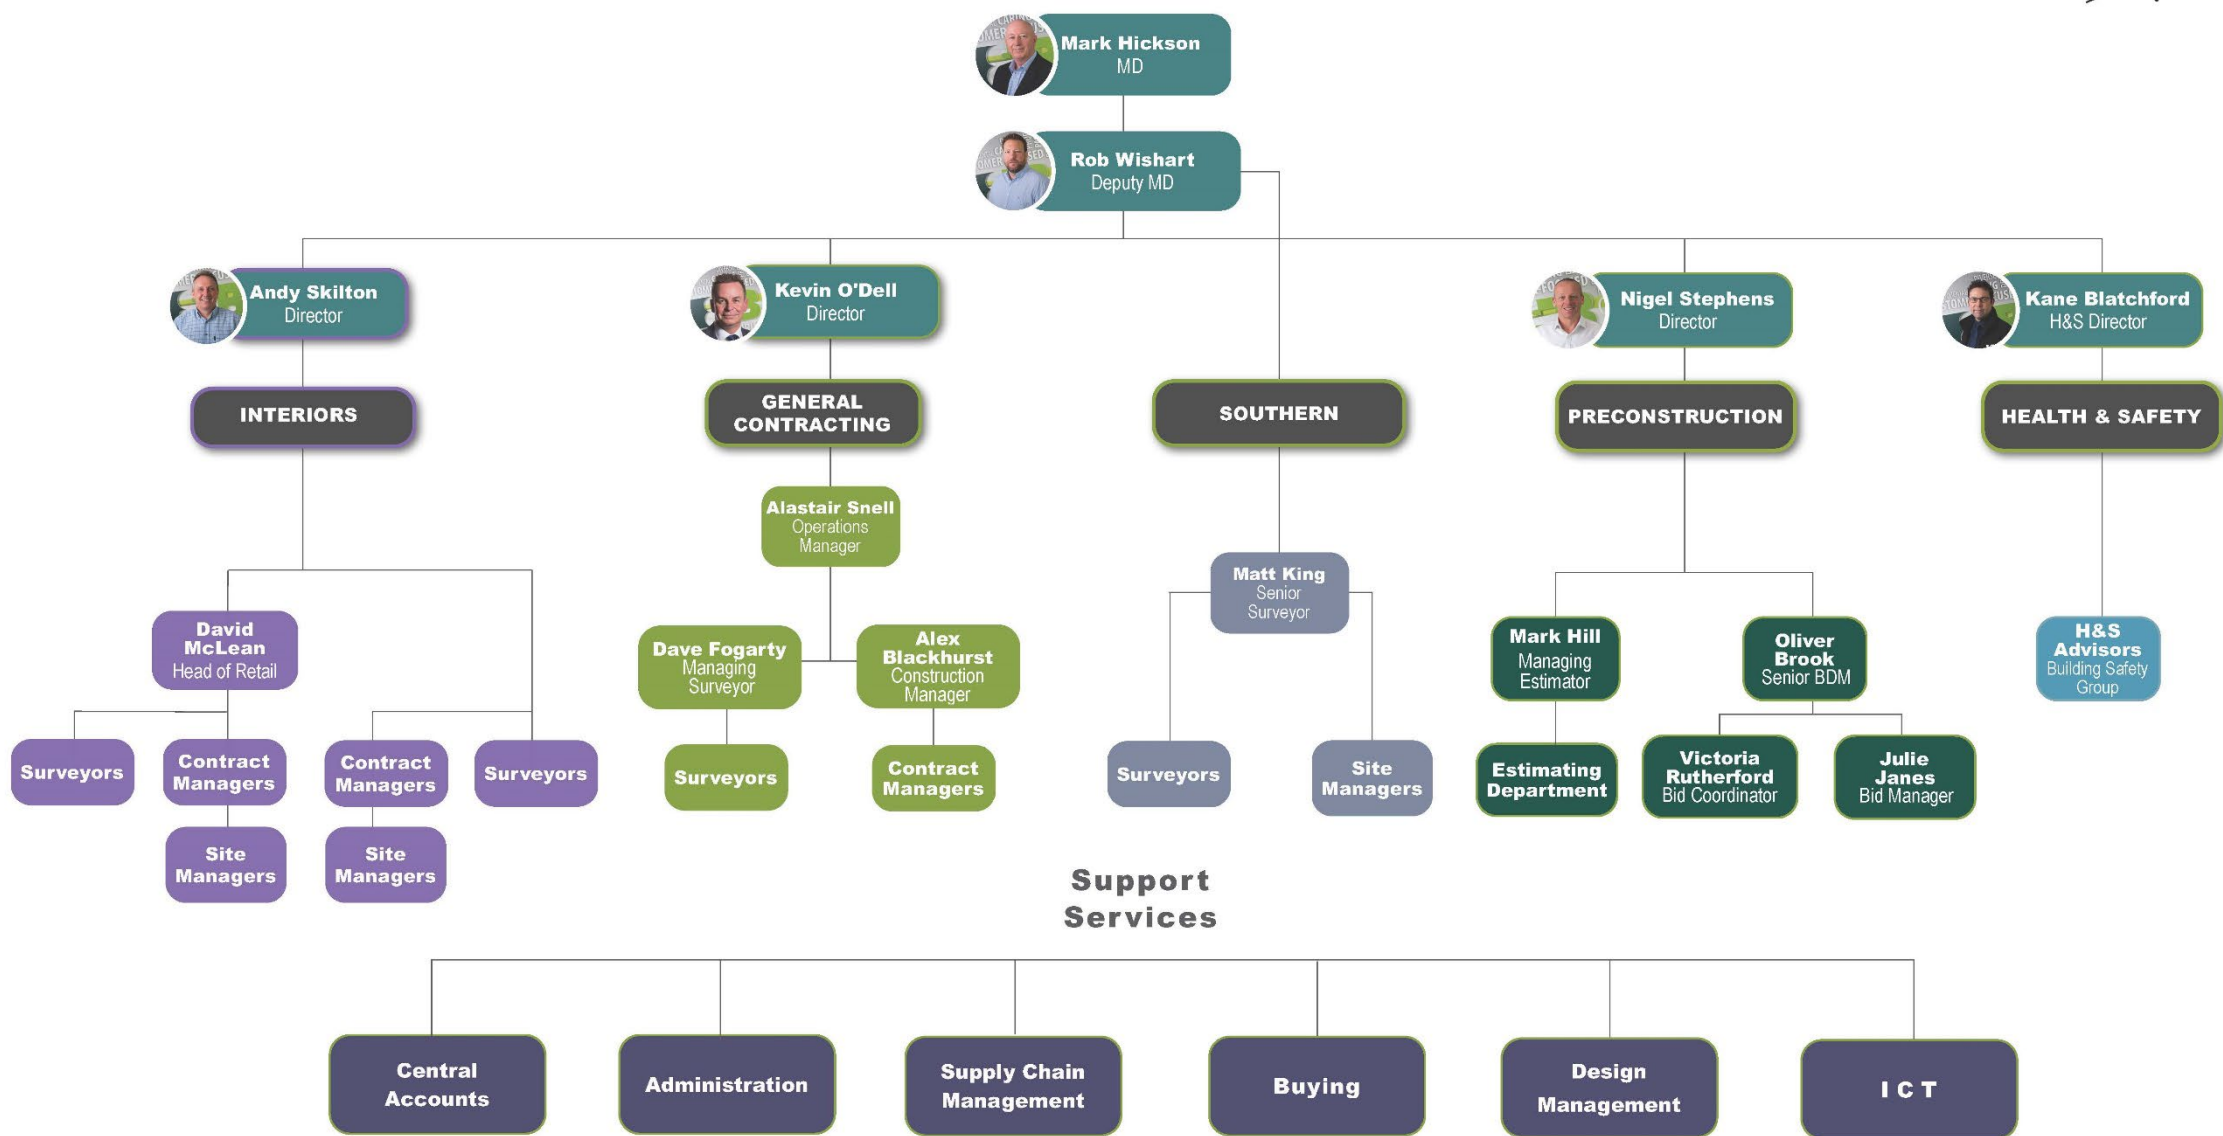 Mark Hickson
MD
Rob Wishart
Deputy MD
Andy Skilton
Director
Kevin O'Dell
Director
Nigel Stephens
Director
Kane Blatchford
H&S Director
INTERIORS
GENERAL
CONTRACTING
SOUTHERN
PRECONSTRUCTION
HEALTH & SAFETY
Alastair Snell
Operations
Manager
Matt King
Senior
Surveyor
David
McLean
Head of Retail
Dave Fogarty
Managing
Surveyor
Alex
Blackhurst
Construction
Manager
Mark Hill
Managing
Estimator
Oliver
Brook
Senior BDM
H&S
Advisors
Building Safety
Group
Surveyors
Contract
Managers
Contract
Managers
Surveyors
Surveyors
Contract
Managers
Surveyors
Site
Managers
Estimating
Department
Victoria
Rutherford
Bid Coordinator
Julie
Janes
Bid Manager
Site
Managers
Site
Managers
Support
Services
Central
Accounts
Administration
Supply Chain
Management
Buying
Design
Management
ICT